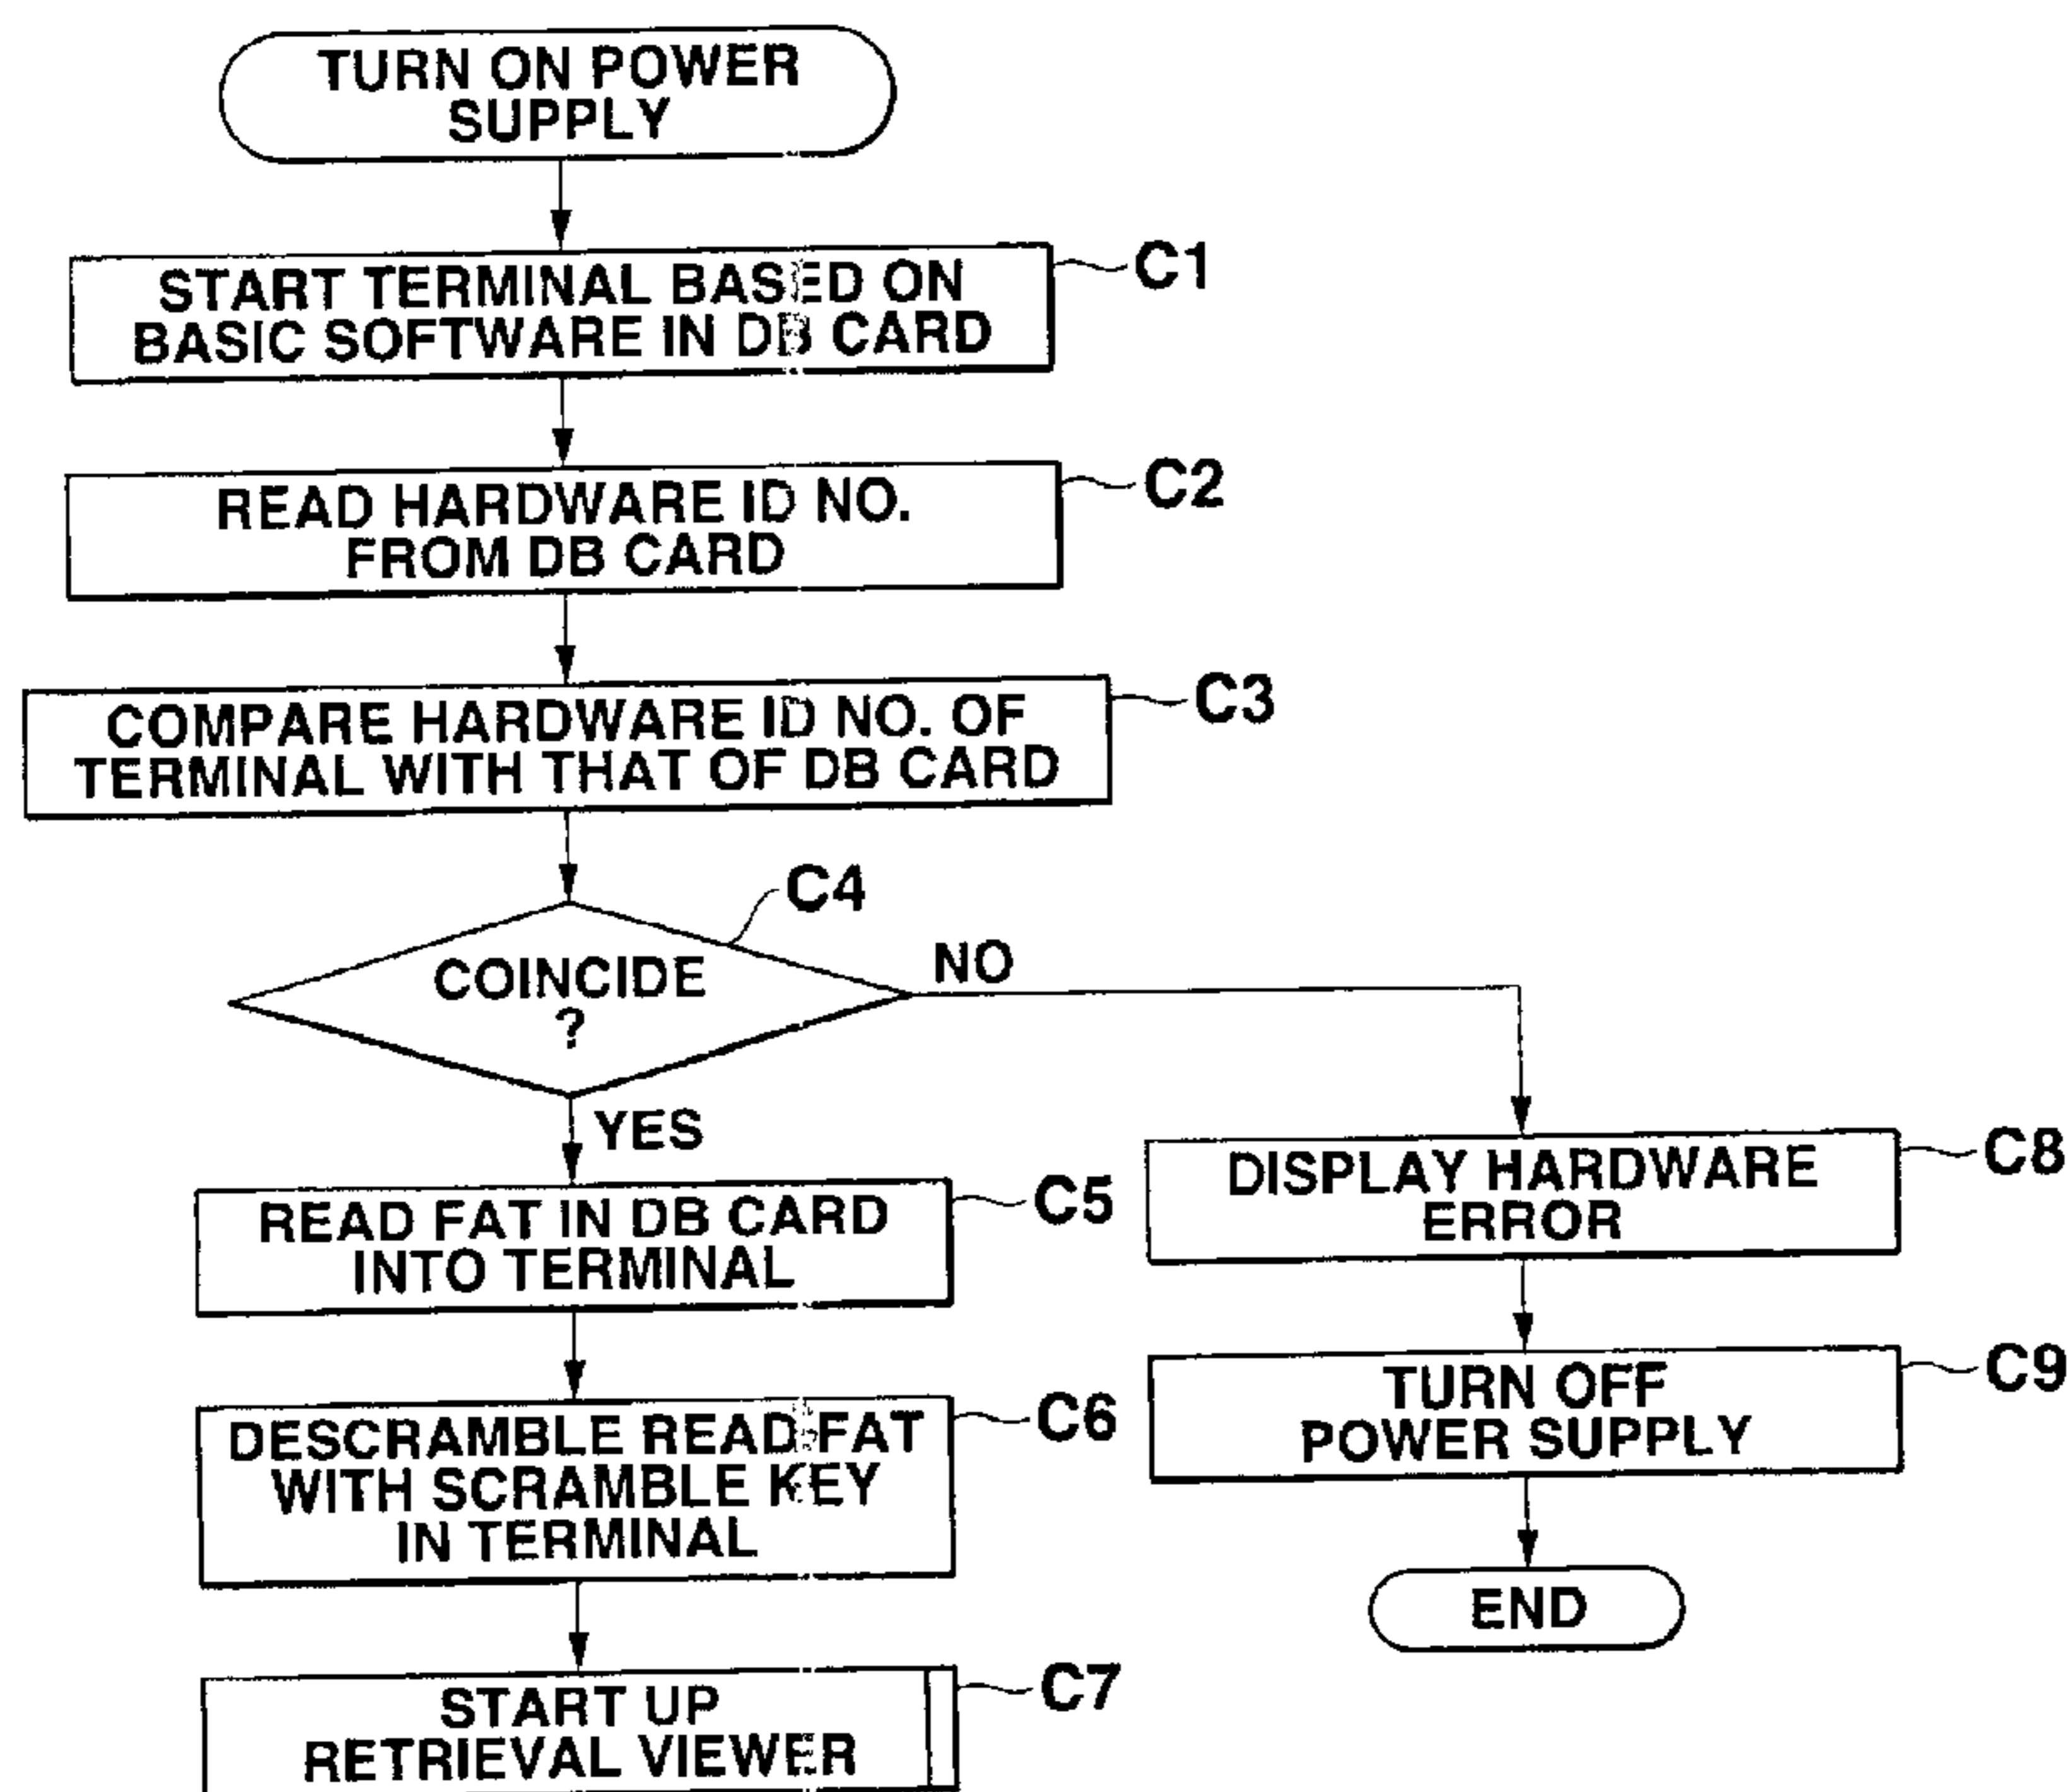 TURN ON POWER
SUPPLY
START TERMINAL BASED ON
BASIC SOFTWARE IN DB CARD
C1
READ HARDWARE ID NO.
FROM DB CARD
C2
COMPARE HARDWARE ID NO. OF
TERMINAL WITH THAT OF DB CARD
C3
C4
COINCIDE
?
NO
YES
READ FAT IN DB CARD
INTO TERMINAL
C5
DESCRAMBLE READ FAT
WITH SCRAMBLE KEY
IN TERMINAL
C6
START UP
RETRIEVAL VIEWER
C7
DISPLAY HARDWARE
ERROR
C8
TURN OFF
POWER SUPPLY
C9
END